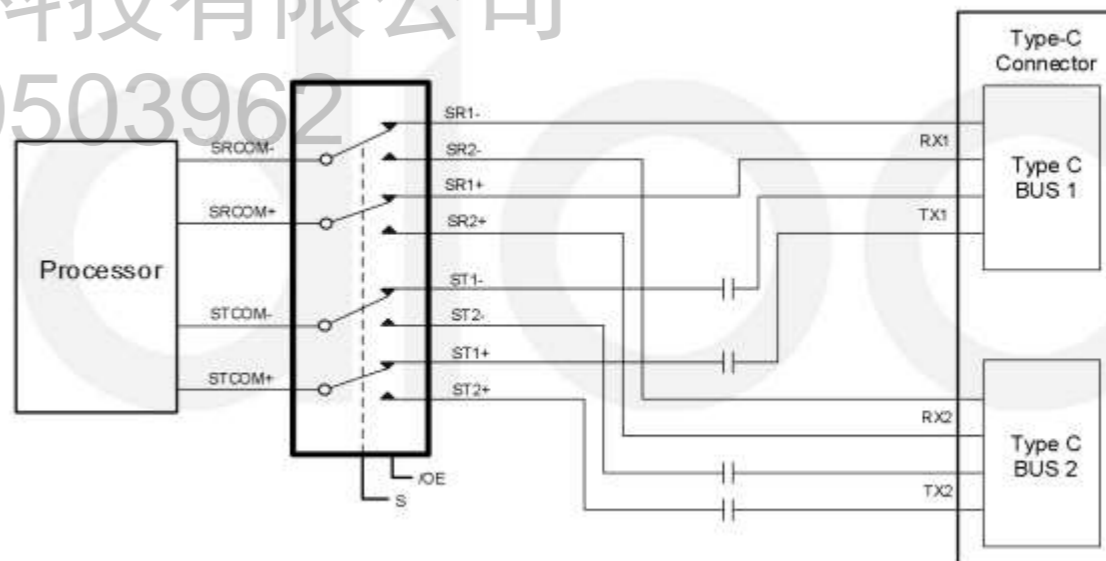 科技有限公司
9503962
Type-C
Connector
SR1-
SRCOM-
SR2-
RX1
Type C
BUS 1
SR1+
SRCOM+
SR2+
TX1
Processor
ST1-
STCOM-
ST2-
ST1+
STCOM+
ST2+
RX2
Type C
BUS 2
TX2
/OE
S